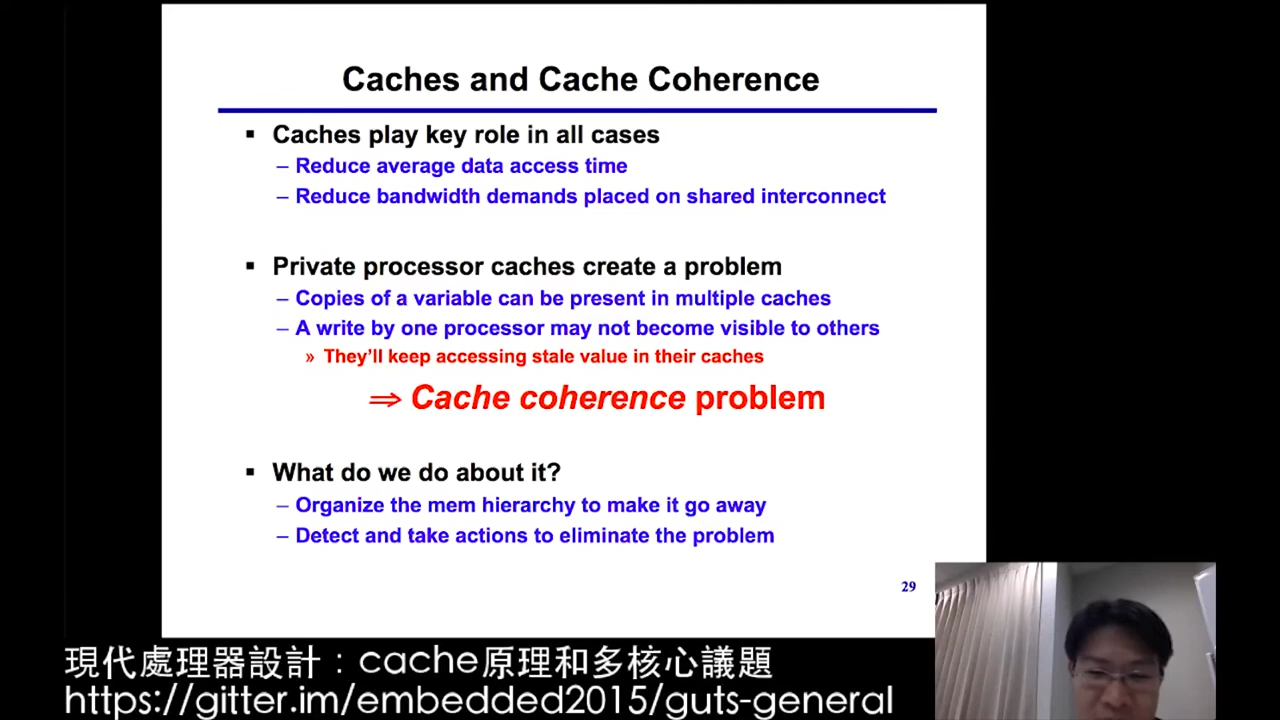 Caches and Cache Coherence
▪ Caches play key role in all cases
– Reduce average data access time
– Reduce bandwidth demands placed on shared interconnect
▪ Private processor caches create a problem
– Copies of a variable can be present in multiple caches
– A write by one processor may not become visible to others
» They’ll keep accessing stale value in their caches
⇒ Cache coherence problem
▪ What do we do about it?
– Organize the mem hierarchy to make it go away
– Detect and take actions to eliminate the problem
29
現代處理器設計：cache原理和多核心議題
https://gitter.im/embedded2015/guts-general